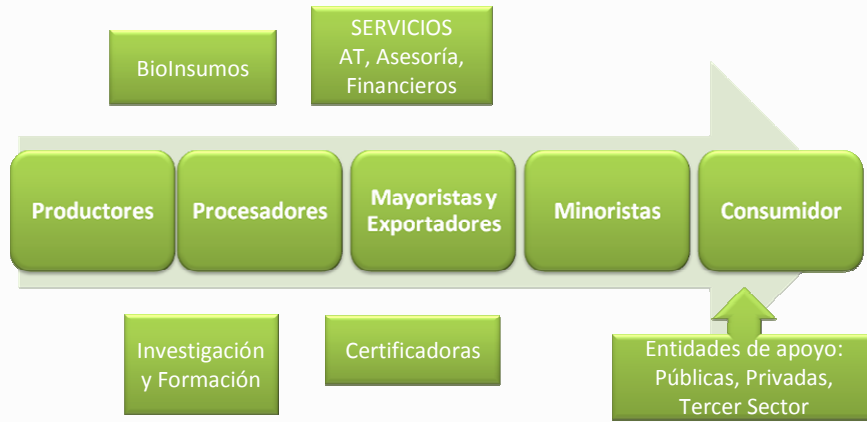 BioInsumos
SERVICIOS
AT, Asesoría,
Financieros
Productores
Procesadores
Mayoristas y
Exportadores
Minoristas
Consumidor
Investigación
y Formación
Certificadoras
Entidades de apoyo:
Públicas, Privadas,
Tercer Sector